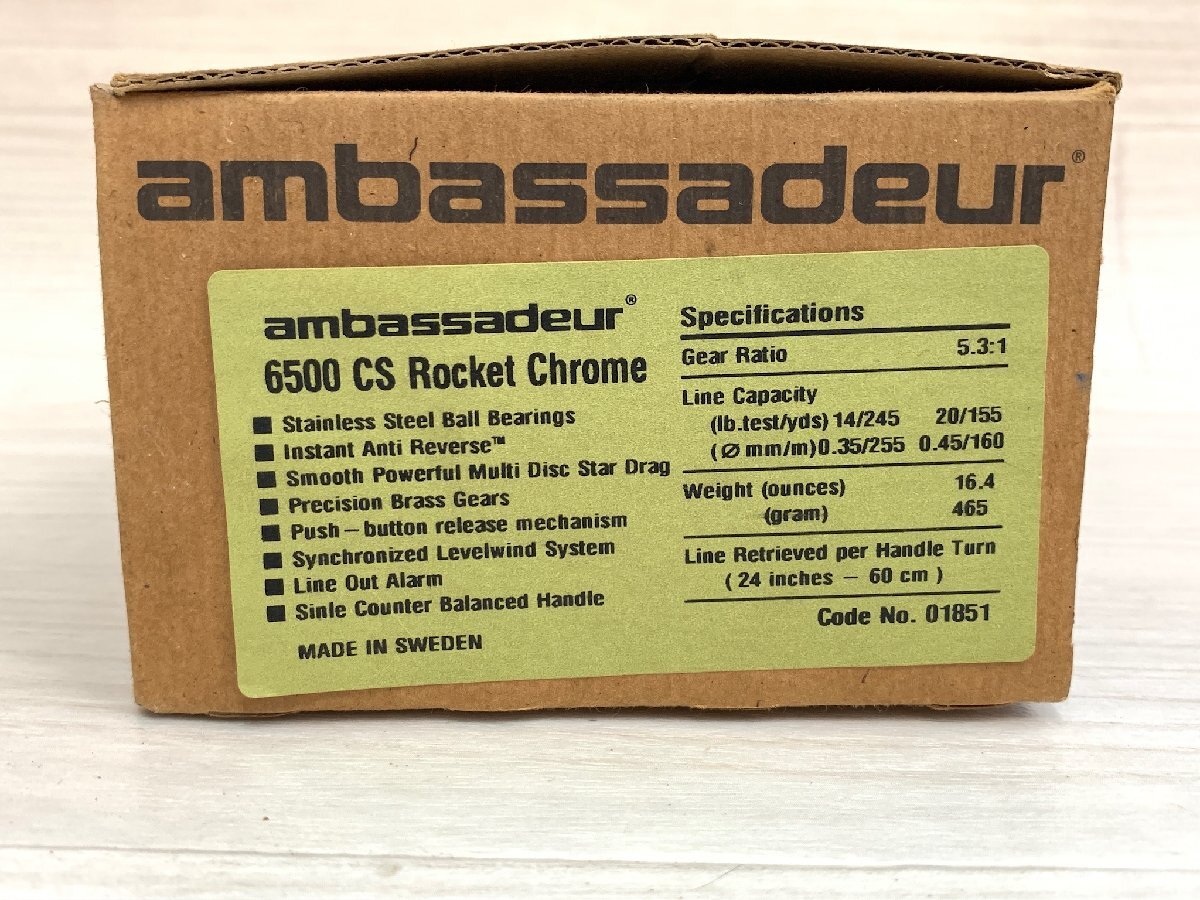 ambassadeur®
ambassadeur®
6500 CS Rocket Chrome
■ Stainless Steel Ball Bearings
■ Instant Anti Reverse™
■ Smooth Powerful Multi Disc Star Drag
■ Precision Brass Gears
■ Push–button release mechanism
■ Synchronized Levelwind System
■ Line Out Alarm
■ Sinle Counter Balanced Handle
MADE IN SWEDEN
Specifications
Gear Ratio 5.3:1
Line Capacity
(lb.test/yds) 14/245 20/155
(∅ mm/m) 0.35/255 0.45/160
Weight (ounces) 16.4
(gram) 465
Line Retrieved per Handle Turn
( 24 inches – 60 cm )
Code No. 01851